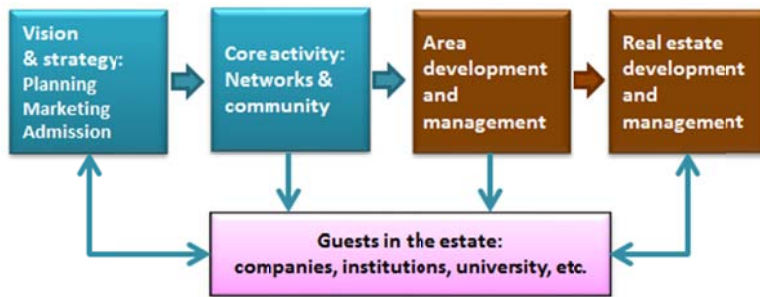 Vision
& strategy:
Planning
Marketing
Admission
Core activity:
Networks &
community
Area
development
and
management
Real estate
development
and
management
Guests in the estate:
companies, institutions, university, etc.